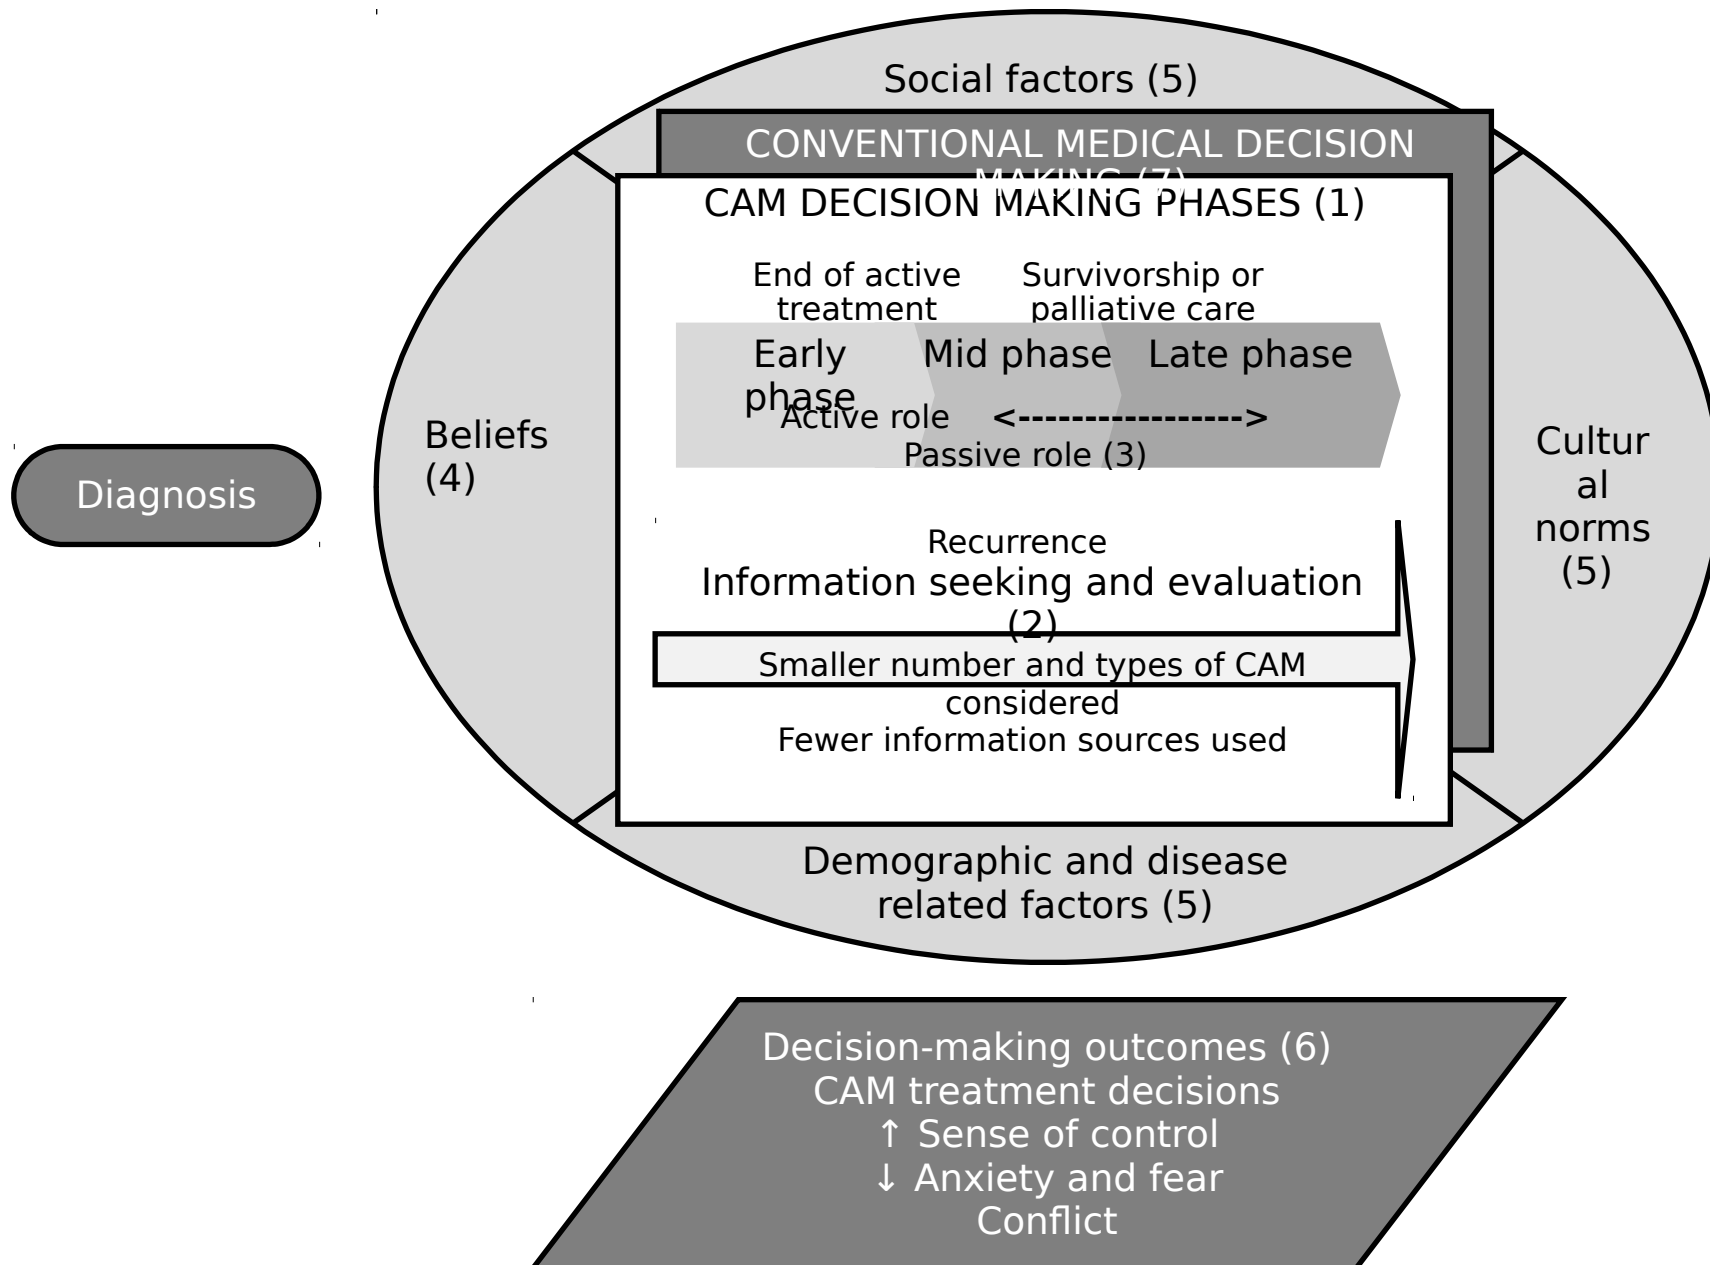 Social factors (5)
CONVENTIONAL MEDICAL DECISION
MAKING (7)
CAM DECISION MAKING PHASES (1)
End of active
treatment
Survivorship or
palliative care
Early
phase
Mid phase
Late phase
Active role <----------------->
Passive role (3)
Beliefs
(4)
Cultur
al
norms
(5)
Diagnosis
Recurrence
Information seeking and evaluation
(2)
Smaller number and types of CAM
considered
Fewer information sources used
Demographic and disease
related factors (5)
Decision-making outcomes (6)
CAM treatment decisions
↑ Sense of control
↓ Anxiety and fear
Conflict